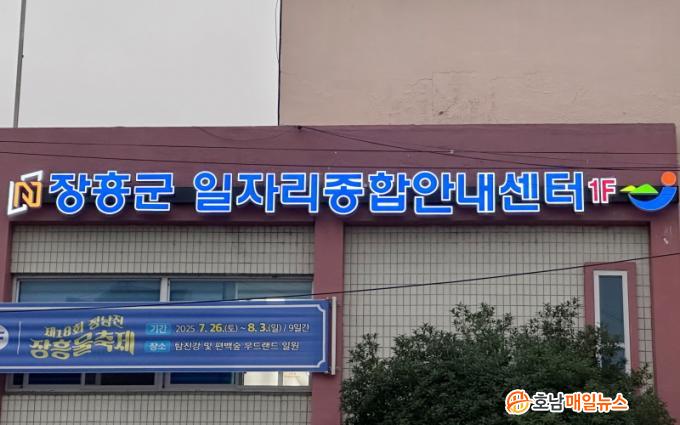 장흥군 일자리종합안내센터 1F
제18회 정남진
장흥물축제
기간 2025 7. 26.(토) ~ 8. 3.(일) / 9일간
장소 탐진강 및 편백숲 우드랜드 일원
호남매일뉴스